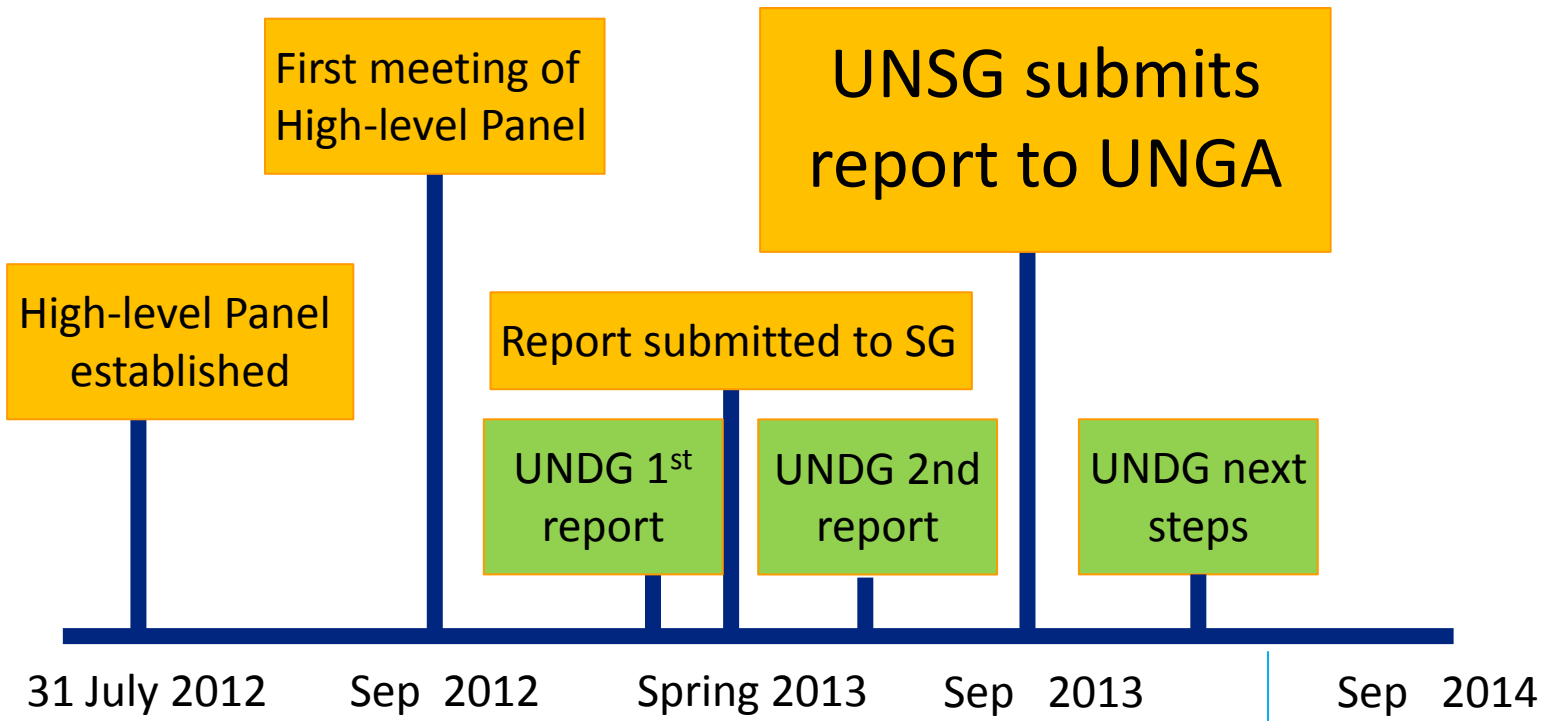 First meeting of
High-level Panel
UNSG submits
report to UNGA
High-level Panel
established
Report submitted to SG
UNDG 1st
report
UNDG 2nd
report
UNDG next
steps
31 July 2012
Sep 2012
Spring 2013
Sep 2013
Sep 2014